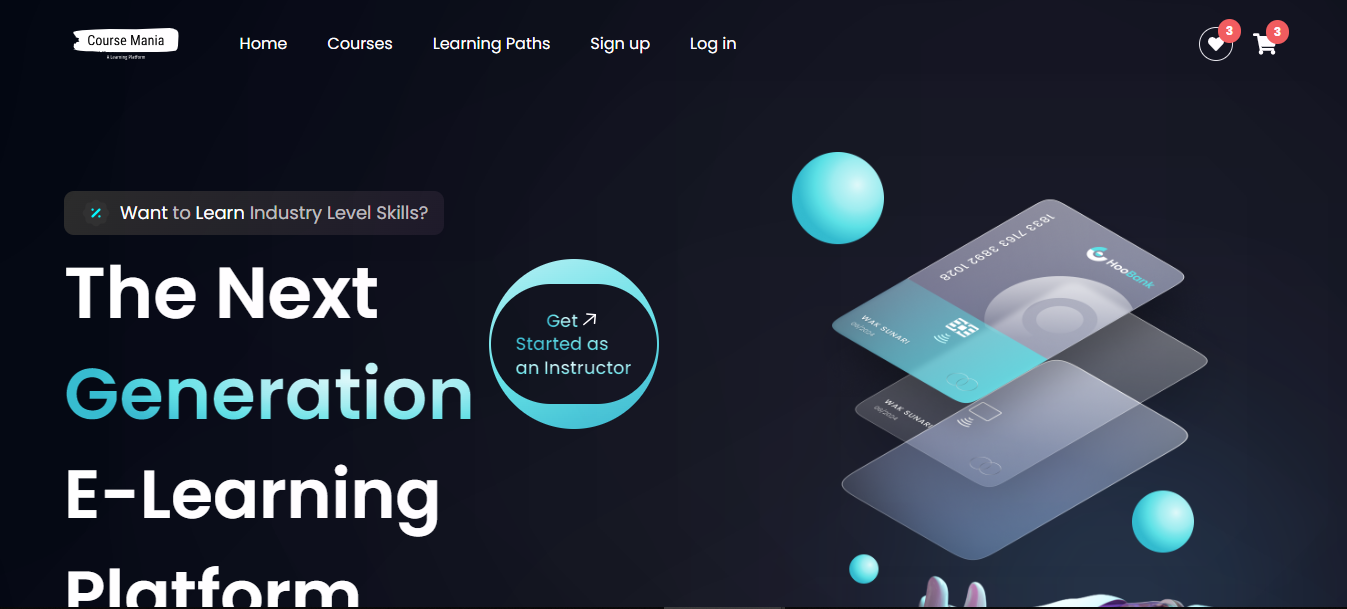 Course Mania
A Learning Platform
Home
Courses
Learning Paths
Sign up
Log in
3
3
Want to Learn Industry Level Skills?
The Next
Generation
E-Learning
Platform
Get
Started as
an Instructor
1833 7163 3892 1028
HooBank
WAK SUNARI
06/2024
WAK SUNARI
06/2024